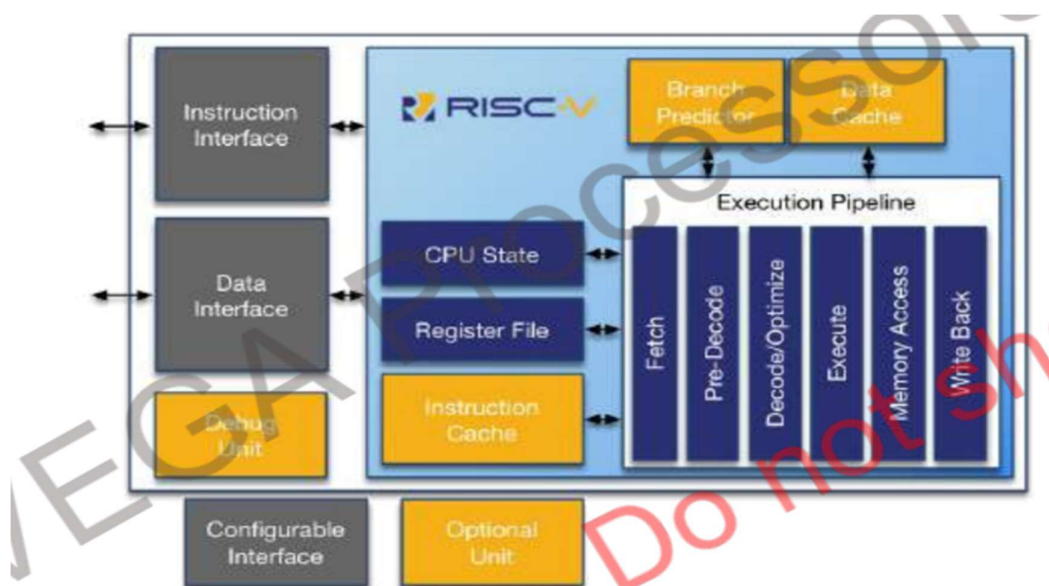 Instruction
Interface
RISC-V
Branch
Predictor
Data
Cache
Execution Pipeline
CPU State
Data
Interface
Register File
Fetch
Pre-Decode
Decode/Optimize
Execute
Memory Access
Write Back
Instruction
Cache
Debug
Unit
Configurable
Interface
Optional
Unit
VEGA Processors
Do not sh